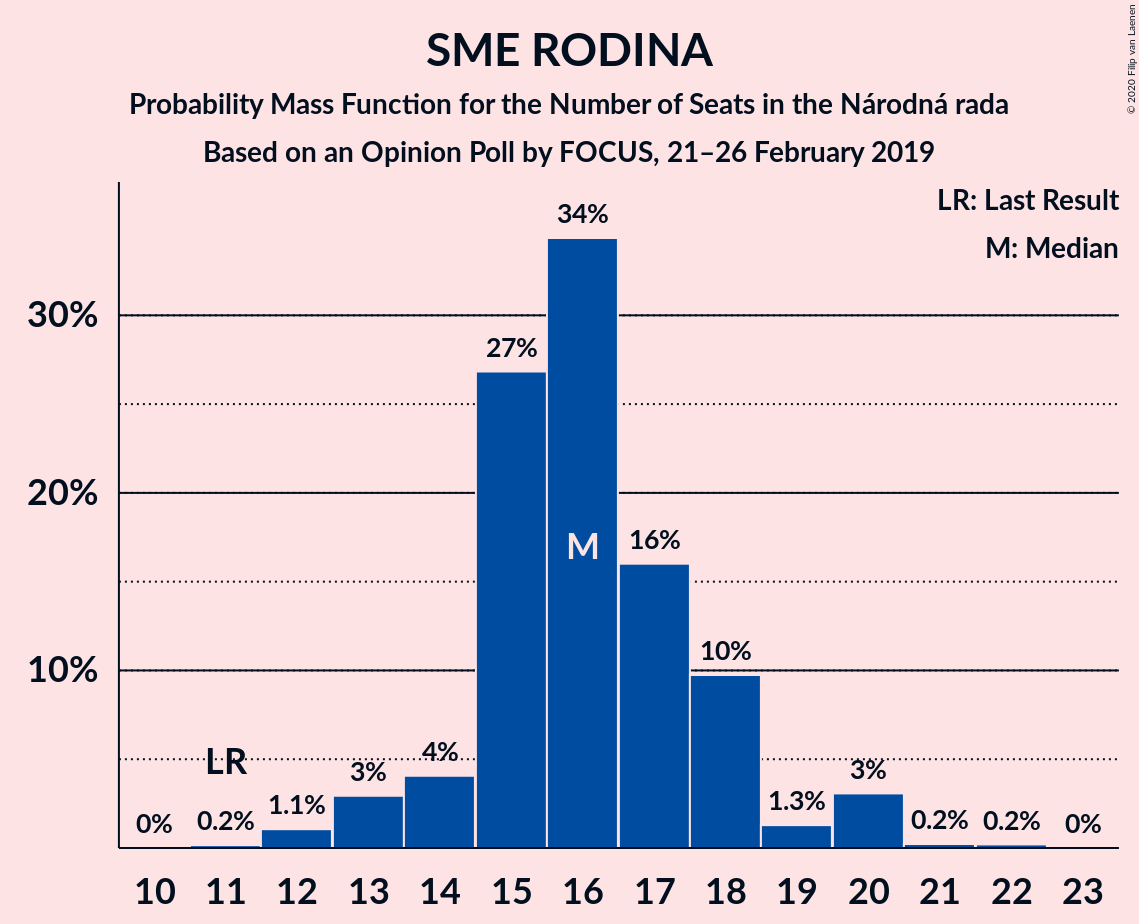 SME RODINA
Probability Mass Function for the Number of Seats in the Národná rada
Based on an Opinion Poll by FOCUS, 21–26 February 2019
© 2020 Filip van Laenen
LR: Last Result
M: Median
30%
20%
10%
0%
0.2%
1.1%
3%
4%
27%
34%
16%
10%
1.3%
3%
0.2%
0.2%
0%
LR
M
10 11 12 13 14 15 16 17 18 19 20 21 22 23